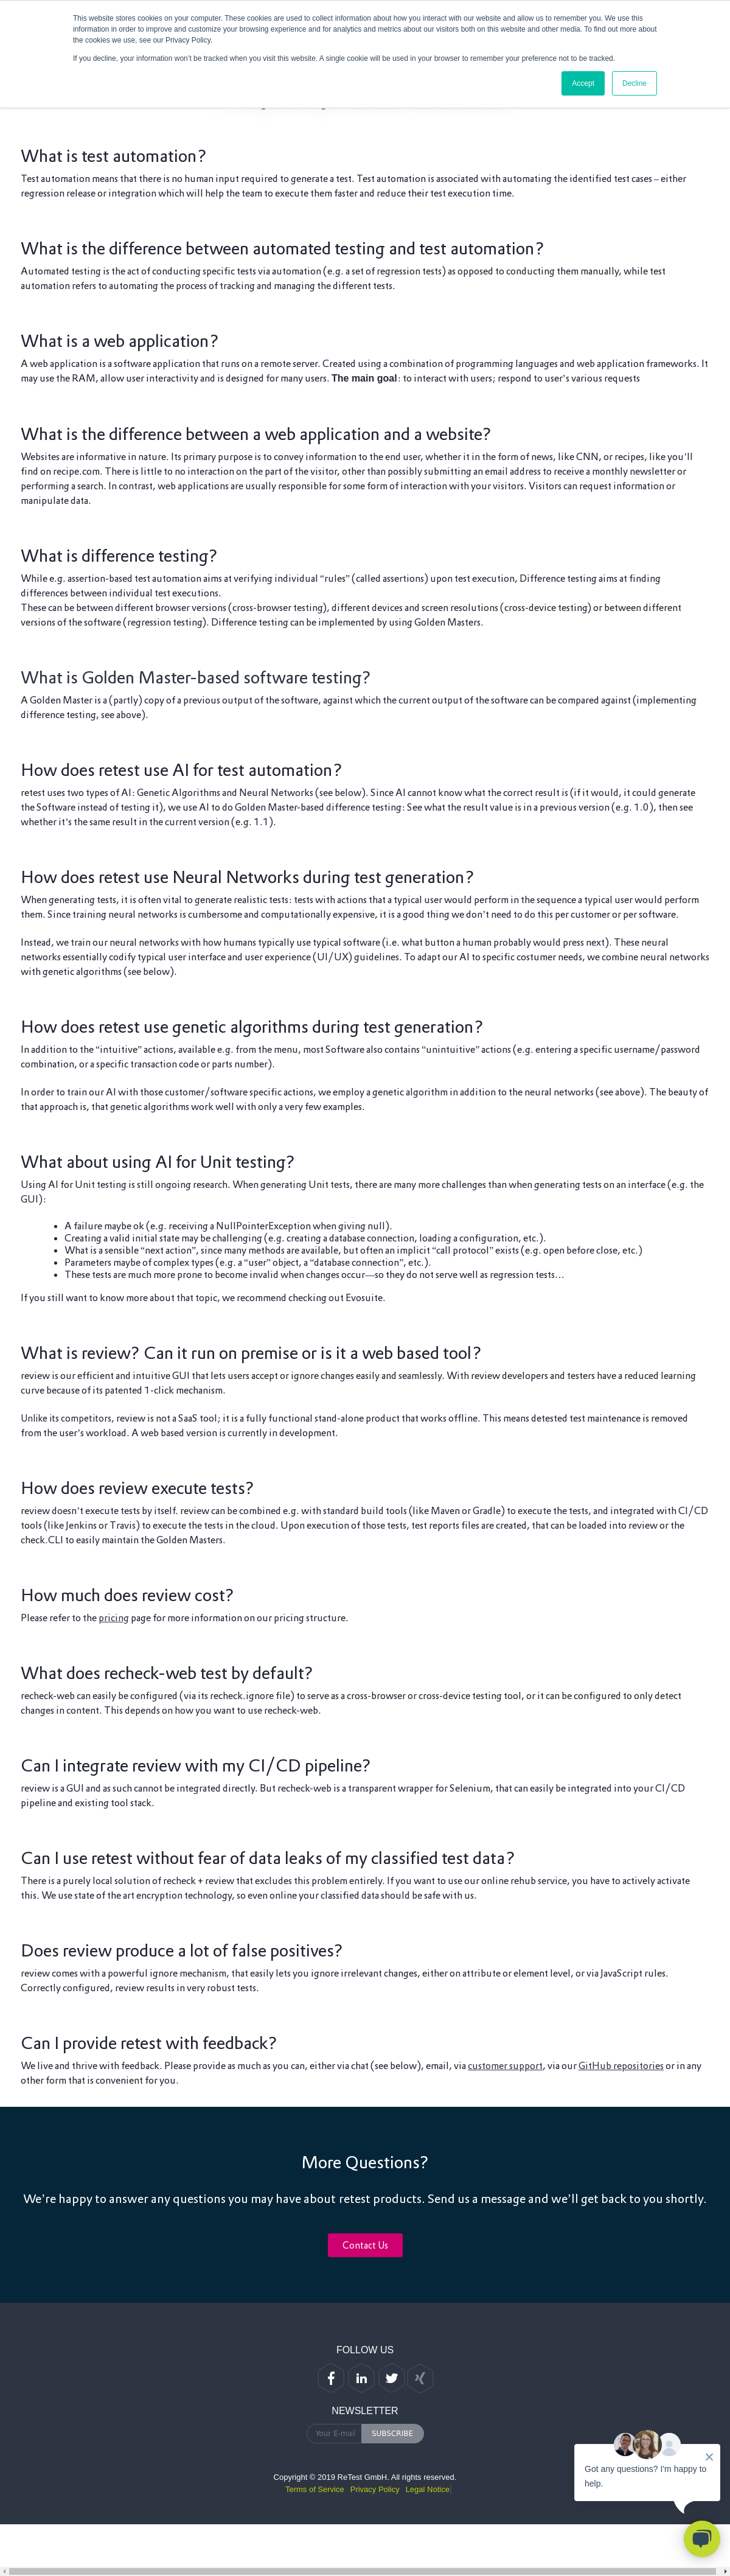 This website stores cookies on your computer. These cookies are used to collect information about how you interact with our website and allow us to remember you. We use this
information in order to improve and customize your browsing experience and for analytics and metrics about our visitors both on this website and other media. To find out more about
the cookies we use, see our Privacy Policy.
If you decline, your information won't be tracked when you visit this website. A single cookie will be used in your browser to remember your preference not to be tracked.
Accept
Decline
What is test automation?
Test automation means that there is no human input required to generate a test. Test automation is associated with automating the identified test cases – either
regression release or integration which will help the team to execute them faster and reduce their test execution time.
What is the difference between automated testing and test automation?
Automated testing is the act of conducting specific tests via automation (e.g. a set of regression tests) as opposed to conducting them manually, while test
automation refers to automating the process of tracking and managing the different tests.
What is a web application?
A web application is a software application that runs on a remote server. Created using a combination of programming languages and web application frameworks. It
may use the RAM, allow user interactivity and is designed for many users. The main goal: to interact with users; respond to user's various requests
What is the difference between a web application and a website?
Websites are informative in nature. Its primary purpose is to convey information to the end user, whether it in the form of news, like CNN, or recipes, like you'll
find on recipe.com. There is little to no interaction on the part of the visitor, other than possibly submitting an email address to receive a monthly newsletter or
performing a search. In contrast, web applications are usually responsible for some form of interaction with your visitors. Visitors can request information or
manipulate data.
What is difference testing?
While e.g. assertion-based test automation aims at verifying individual “rules” (called assertions) upon test execution, Difference testing aims at finding
differences between individual test executions.
These can be between different browser versions (cross-browser testing), different devices and screen resolutions (cross-device testing) or between different
versions of the software (regression testing). Difference testing can be implemented by using Golden Masters.
What is Golden Master-based software testing?
A Golden Master is a (partly) copy of a previous output of the software, against which the current output of the software can be compared against (implementing
difference testing, see above).
How does retest use AI for test automation?
retest uses two types of AI: Genetic Algorithms and Neural Networks (see below). Since AI cannot know what the correct result is (if it would, it could generate
the Software instead of testing it), we use AI to do Golden Master-based difference testing: See what the result value is in a previous version (e.g. 1.0), then see
whether it's the same result in the current version (e.g. 1.1).
How does retest use Neural Networks during test generation?
When generating tests, it is often vital to generate realistic tests: tests with actions that a typical user would perform in the sequence a typical user would perform
them. Since training neural networks is cumbersome and computationally expensive, it is a good thing we don't need to do this per customer or per software.
Instead, we train our neural networks with how humans typically use typical software (i.e. what button a human probably would press next). These neural
networks essentially codify typical user interface and user experience (UI/UX) guidelines. To adapt our AI to specific costumer needs, we combine neural networks
with genetic algorithms (see below).
How does retest use genetic algorithms during test generation?
In addition to the “intuitive” actions, available e.g. from the menu, most Software also contains “unintuitive” actions (e.g. entering a specific username/password
combination, or a specific transaction code or parts number).
In order to train our AI with those customer/software specific actions, we employ a genetic algorithm in addition to the neural networks (see above). The beauty of
that approach is, that genetic algorithms work well with only a very few examples.
What about using AI for Unit testing?
Using AI for Unit testing is still ongoing research. When generating Unit tests, there are many more challenges than when generating tests on an interface (e.g. the
GUI):
• A failure maybe ok (e.g. receiving a NullPointerException when giving null).
• Creating a valid initial state may be challenging (e.g. creating a database connection, loading a configuration, etc.).
• What is a sensible “next action”, since many methods are available, but often an implicit “call protocol” exists (e.g. open before close, etc.)
• Parameters maybe of complex types (e.g. a “user” object, a “database connection”, etc.).
• These tests are much more prone to become invalid when changes occur—so they do not serve well as regression tests…
If you still want to know more about that topic, we recommend checking out Evosuite.
What is review? Can it run on premise or is it a web based tool?
review is our efficient and intuitive GUI that lets users accept or ignore changes easily and seamlessly. With review developers and testers have a reduced learning
curve because of its patented 1-click mechanism.
Unlike its competitors, review is not a SaaS tool; it is a fully functional stand-alone product that works offline. This means detested test maintenance is removed
from the user's workload. A web based version is currently in development.
How does review execute tests?
review doesn't execute tests by itself. review can be combined e.g. with standard build tools (like Maven or Gradle) to execute the tests, and integrated with CI/CD
tools (like Jenkins or Travis) to execute the tests in the cloud. Upon execution of those tests, test reports files are created, that can be loaded into review or the
check.CLI to easily maintain the Golden Masters.
How much does review cost?
Please refer to the pricing page for more information on our pricing structure.
What does recheck-web test by default?
recheck-web can easily be configured (via its recheck.ignore file) to serve as a cross-browser or cross-device testing tool, or it can be configured to only detect
changes in content. This depends on how you want to use recheck-web.
Can I integrate review with my CI/CD pipeline?
review is a GUI and as such cannot be integrated directly. But recheck-web is a transparent wrapper for Selenium, that can easily be integrated into your CI/CD
pipeline and existing tool stack.
Can I use retest without fear of data leaks of my classified test data?
There is a purely local solution of recheck + review that excludes this problem entirely. If you want to use our online rehub service, you have to actively activate
this. We use state of the art encryption technology, so even online your classified data should be safe with us.
Does review produce a lot of false positives?
review comes with a powerful ignore mechanism, that easily lets you ignore irrelevant changes, either on attribute or element level, or via JavaScript rules.
Correctly configured, review results in very robust tests.
Can I provide retest with feedback?
We live and thrive with feedback. Please provide as much as you can, either via chat (see below), email, via customer support, via our GitHub repositories or in any
other form that is convenient for you.
More Questions?
We're happy to answer any questions you may have about retest products. Send us a message and we'll get back to you shortly.
Contact Us
FOLLOW US
NEWSLETTER
Your E-mail
SUBSCRIBE
Copyright © 2019 ReTest GmbH. All rights reserved.
Terms of Service Privacy Policy Legal Notice
Got any questions? I'm happy to
help.